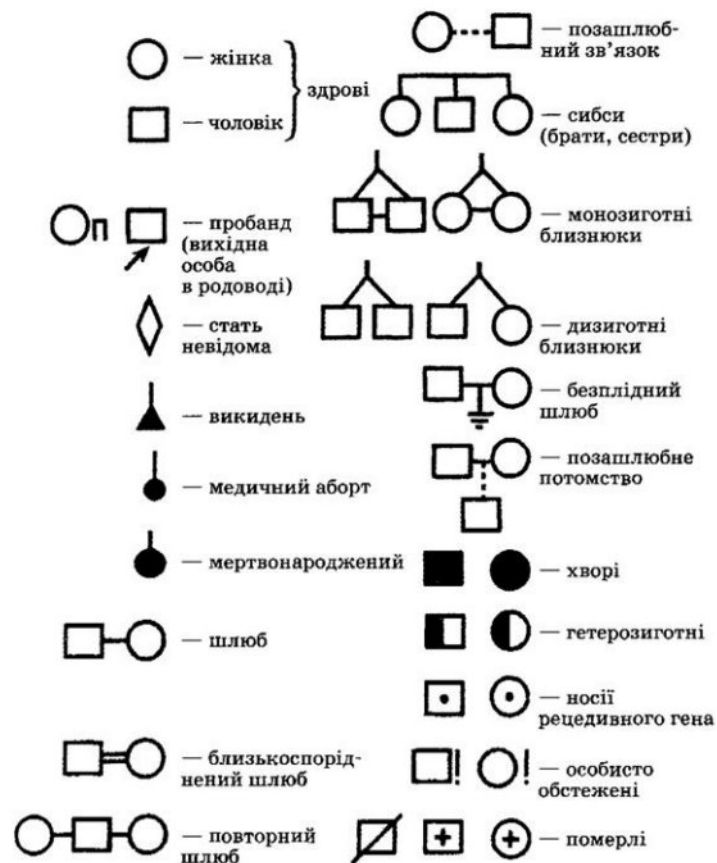 — жінка
— чоловік
здорові
п
— пробанд
(вихідна
особа
в родоводі)
— стать
невідома
— викидень
— медичний аборт
— мертвонароджений
— шлюб
— близькоспорід-
нений шлюб
— повторний
шлюб
— позашлюб-
ний зв'язок
— сибси
(брати, сестри)
— монозиготні
близнюки
— дизиготні
близнюки
— безплідний
шлюб
— позашлюбне
потомство
— хворі
— гетерозиготні
— носії
рецедивного гена
! ! — особисто
обстежені
— померлі